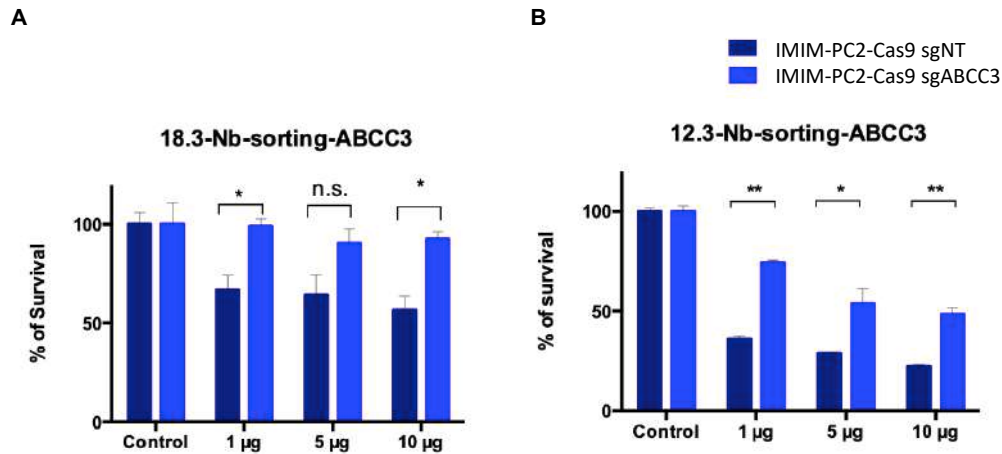 A
B
IMIM-PC2-Cas9 sgNT
IMIM-PC2-Cas9 sgABCC3
18.3-Nb-sorting-ABCC3
12.3-Nb-sorting-ABCC3
% of Survival
100
50
0
*
n.s.
*
Control
1 µg
5 µg
10 µg
% of survival
100
50
0
**
*
**
Control
1 µg
5 µg
10 µg